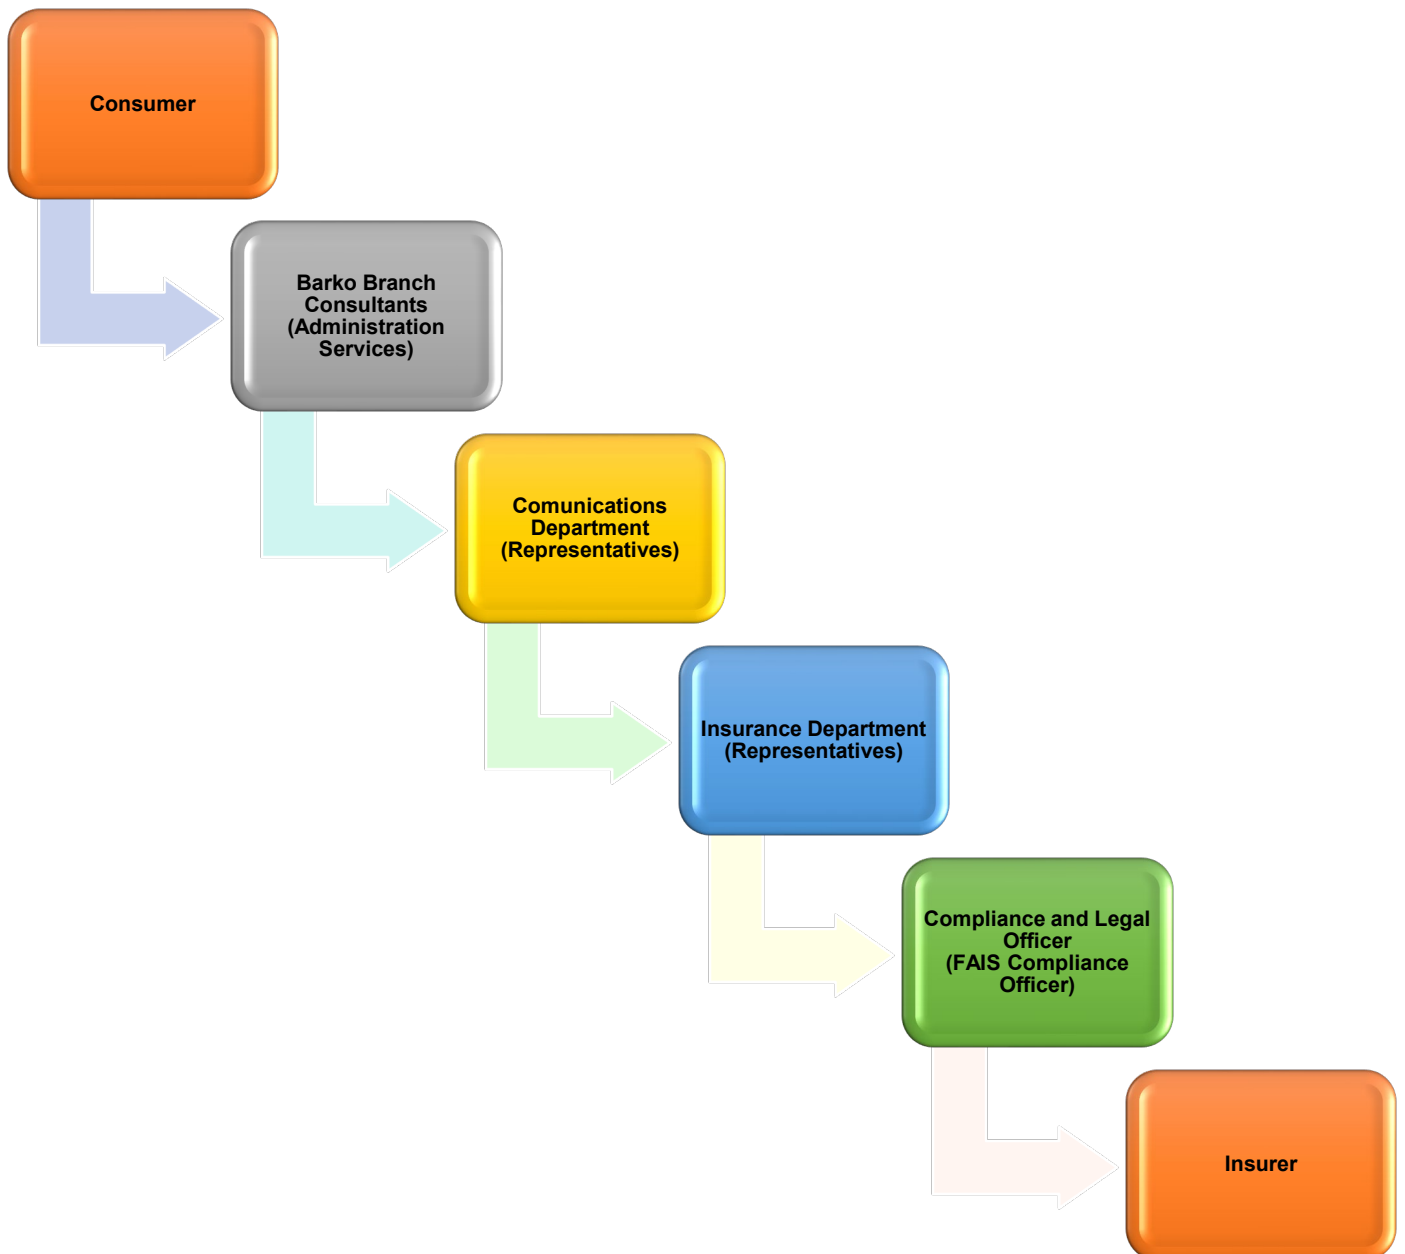 Consumer
Barko Branch
Consultants
(Administration
Services)
Comunications
Department
(Representatives)
Insurance Department
(Representatives)
Compliance and Legal
Officer
(FAIS Compliance
Officer)
Insurer